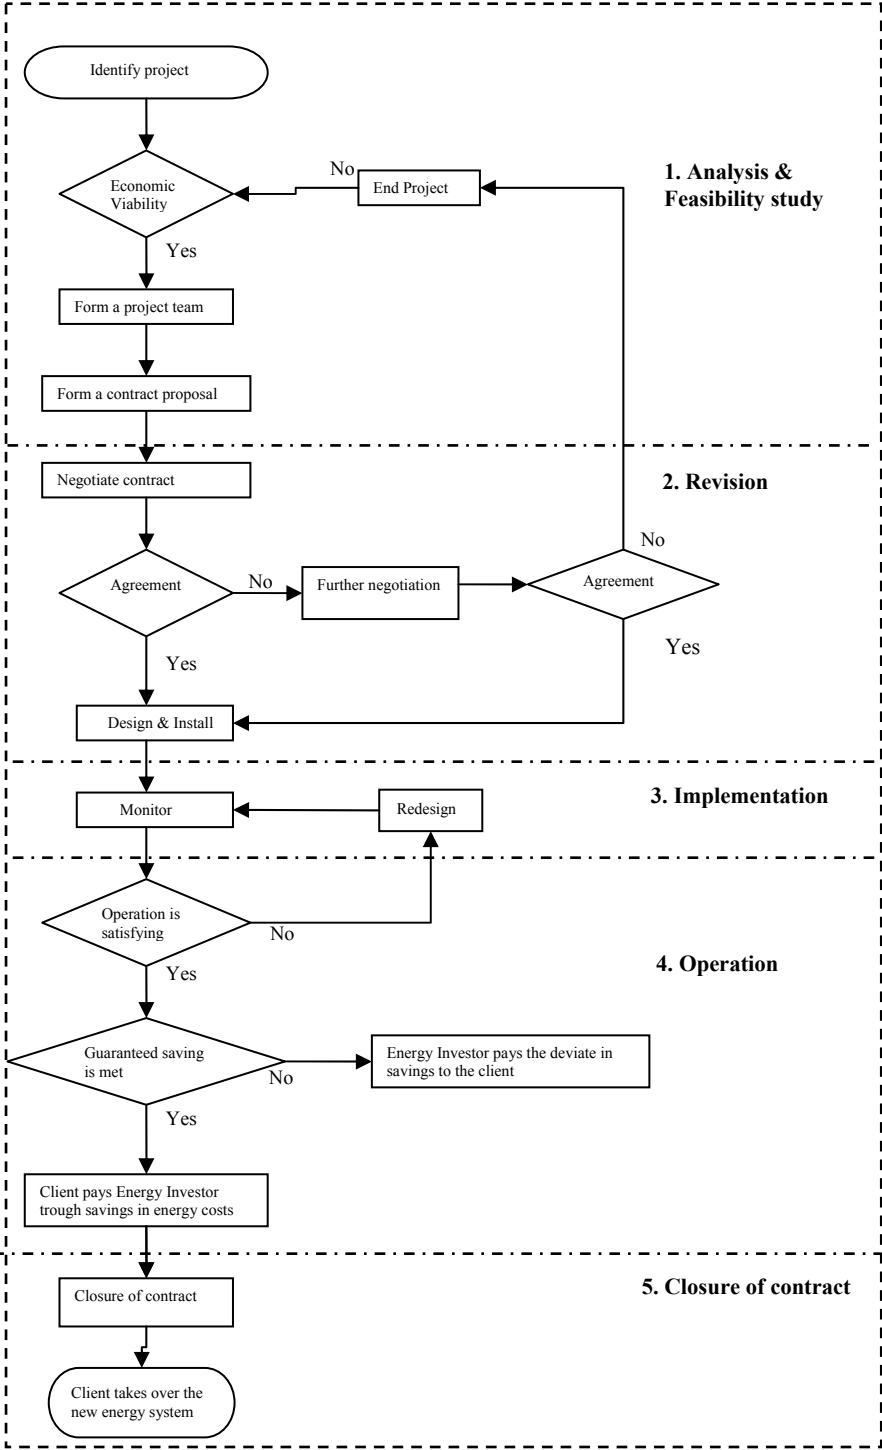 Identify project
No
1. Analysis &
Feasibility study
Economic
Viability
End Project
Yes
Form a project team
Form a contract proposal
Negotiate contract
2. Revision
No
Agreement
No
Further negotiation
Agreement
Yes
Yes
Design & Install
3. Implementation
Monitor
Redesign
Operation is
satisfying
No
4. Operation
Yes
Guaranteed saving
is met
No
Energy Investor pays the deviate in
savings to the client
Yes
Client pays Energy Investor
trough savings in energy costs
5. Closure of contract
Closure of contract
Client takes over the
new energy system